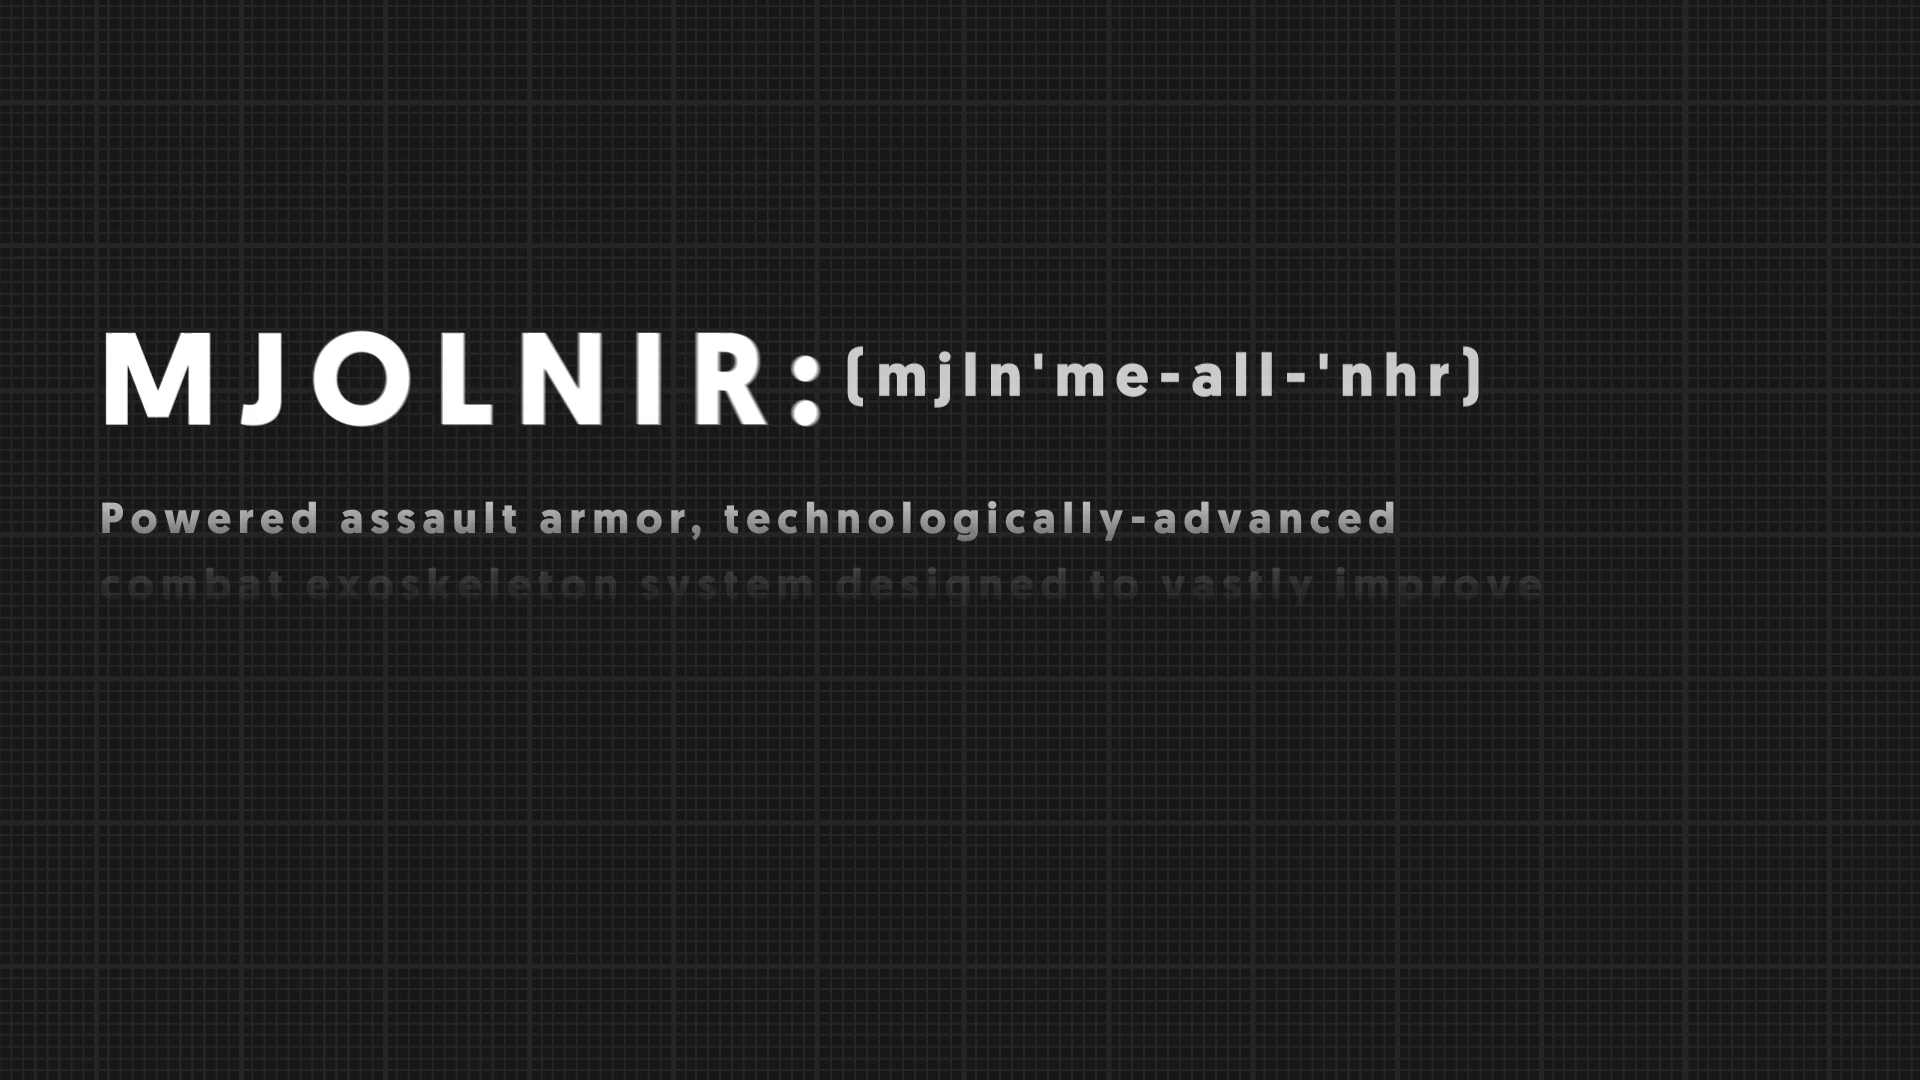 MJOLNIR: (mjln'me-all-'nhr)
Powered assault armor, technologically-advanced
combat exoskeleton system designed to vastly improve